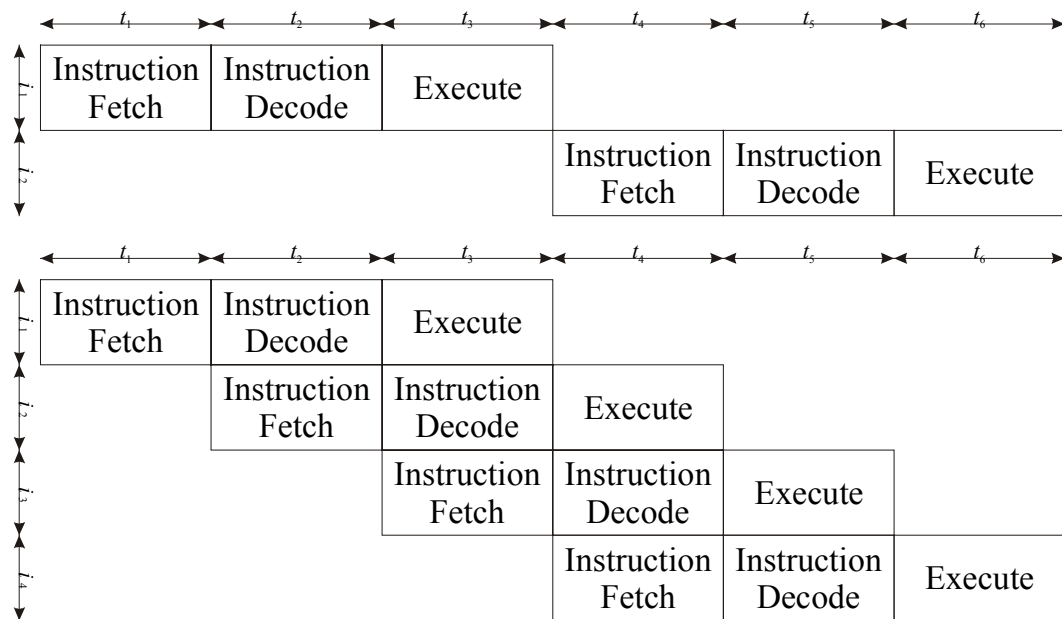 t1 t2 t3 t4 t5 t6
i1
Instruction Fetch
Instruction Decode
Execute
i2
Instruction Fetch
Instruction Decode
Execute
t1 t2 t3 t4 t5 t6
i1
Instruction Fetch
Instruction Decode
Execute
i2
Instruction Fetch
Instruction Decode
Execute
i3
Instruction Fetch
Instruction Decode
Execute
i4
Instruction Fetch
Instruction Decode
Execute